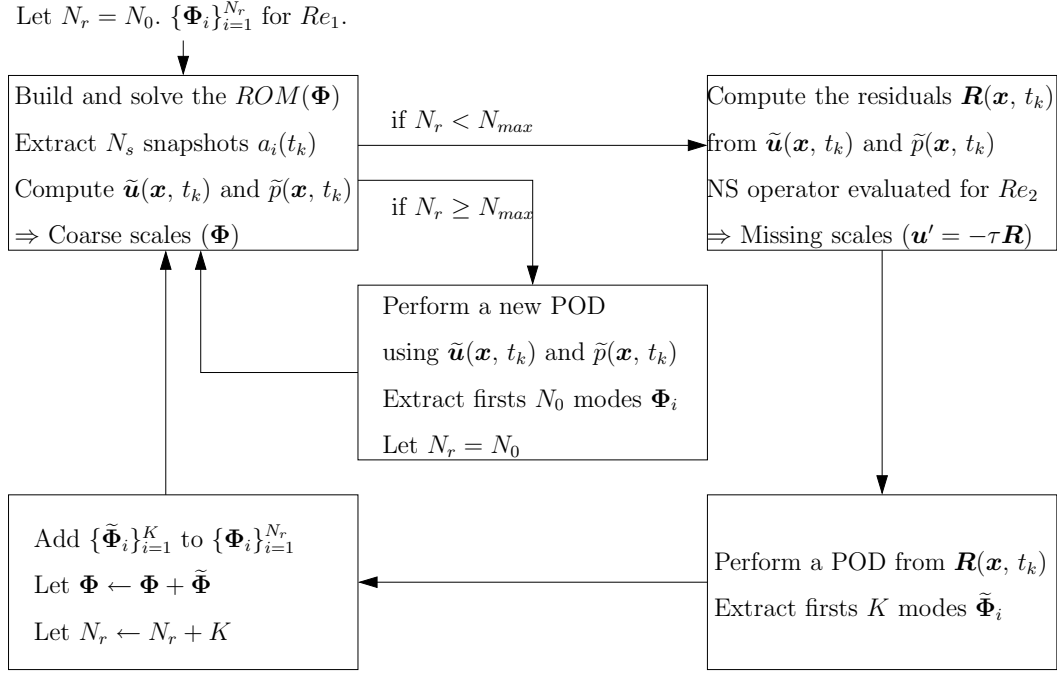 Let $N_r = N_0$. $\{\boldsymbol{\Phi}_i\}_{i=1}^{N_r}$ for $Re_1$.
Build and solve the $ROM(\boldsymbol{\Phi})$
Extract $N_s$ snapshots $a_i(t_k)$
Compute $\widetilde{\boldsymbol{u}}(\boldsymbol{x}, t_k)$ and $\widetilde{p}(\boldsymbol{x}, t_k)$
$\Rightarrow$ Coarse scales ($\boldsymbol{\Phi}$)
if $N_r < N_{max}$
if $N_r \geq N_{max}$
Compute the residuals $\boldsymbol{R}(\boldsymbol{x}, t_k)$
from $\widetilde{\boldsymbol{u}}(\boldsymbol{x}, t_k)$ and $\widetilde{p}(\boldsymbol{x}, t_k)$
NS operator evaluated for $Re_2$
$\Rightarrow$ Missing scales ($\boldsymbol{u}' = -\tau \boldsymbol{R}$)
Perform a new POD
using $\widetilde{\boldsymbol{u}}(\boldsymbol{x}, t_k)$ and $\widetilde{p}(\boldsymbol{x}, t_k)$
Extract firsts $N_0$ modes $\boldsymbol{\Phi}_i$
Let $N_r = N_0$
Add $\{\widetilde{\boldsymbol{\Phi}}_i\}_{i=1}^{K}$ to $\{\boldsymbol{\Phi}_i\}_{i=1}^{N_r}$
Let $\boldsymbol{\Phi} \leftarrow \boldsymbol{\Phi} + \widetilde{\boldsymbol{\Phi}}$
Let $N_r \leftarrow N_r + K$
Perform a POD from $\boldsymbol{R}(\boldsymbol{x}, t_k)$
Extract firsts $K$ modes $\widetilde{\boldsymbol{\Phi}}_i$